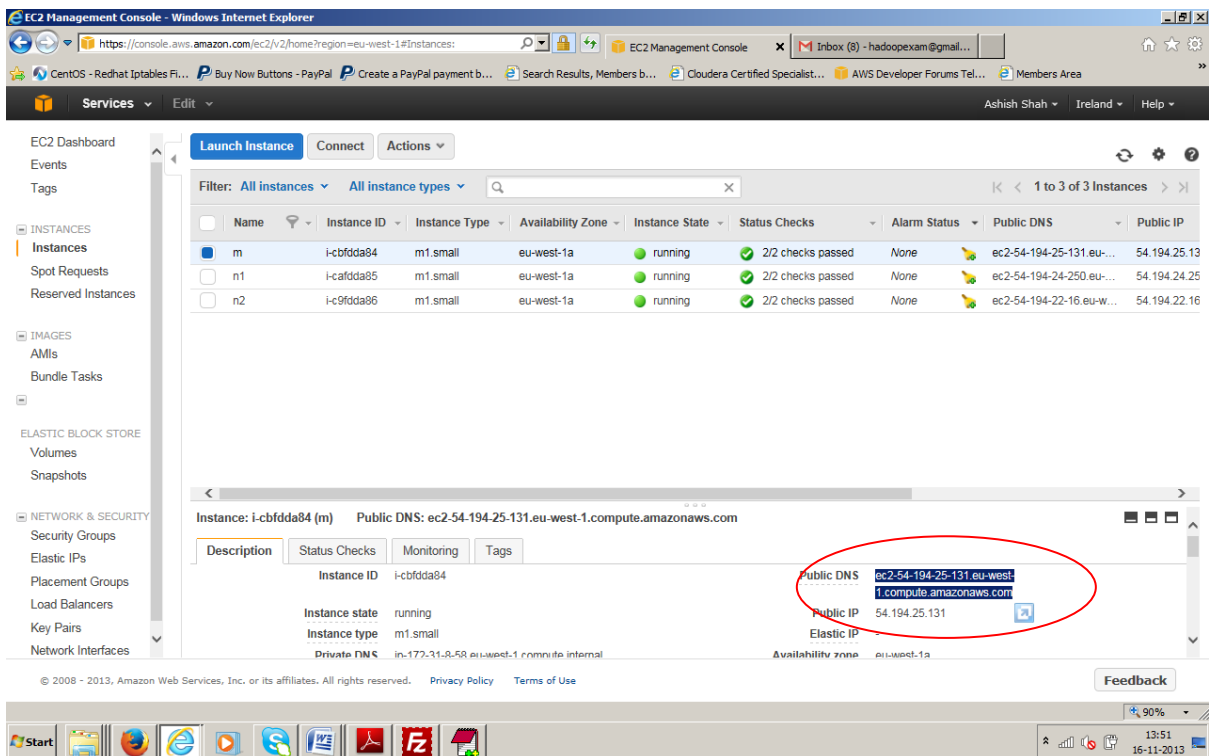 EC2 Management Console - Windows Internet Explorer
https://console.aws.amazon.com/ec2/v2/home?region=eu-west-1#Instances:
EC2 Management Console
Inbox (8) - hadoopexam@gmail...
CentOS - Redhat Iptables Fi... Buy Now Buttons - PayPal Create a PayPal payment b... Search Results, Members b... Cloudera Certified Specialist... AWS Developer Forums Tel... Members Area »
Services Edit Ashish Shah Ireland Help
EC2 Dashboard
Events
Tags
INSTANCES
Instances
Spot Requests
Reserved Instances
IMAGES
AMIs
Bundle Tasks
ELASTIC BLOCK STORE
Volumes
Snapshots
NETWORK & SECURITY
Security Groups
Elastic IPs
Placement Groups
Load Balancers
Key Pairs
Network Interfaces
Launch Instance Connect Actions
Filter: All instances All instance types 1 to 3 of 3 Instances
Name Instance ID Instance Type Availability Zone Instance State Status Checks Alarm Status Public DNS Public IP
m i-cbfdda84 m1.small eu-west-1a running 2/2 checks passed None ec2-54-194-25-131.eu-... 54.194.25.13
n1 i-cafdda85 m1.small eu-west-1a running 2/2 checks passed None ec2-54-194-24-250.eu-... 54.194.24.25
n2 i-c9fdda86 m1.small eu-west-1a running 2/2 checks passed None ec2-54-194-22-16.eu-w... 54.194.22.16
Instance: i-cbfdda84 (m) Public DNS: ec2-54-194-25-131.eu-west-1.compute.amazonaws.com
Description Status Checks Monitoring Tags
Instance ID i-cbfdda84 Public DNS ec2-54-194-25-131.eu-west-
1.compute.amazonaws.com
Instance state running Public IP 54.194.25.131
Instance type m1.small Elastic IP -
Private DNS ip-172-31-8-58.eu-west-1.compute.internal Availability zone eu-west-1a
© 2008 - 2013, Amazon Web Services, Inc. or its affiliates. All rights reserved. Privacy Policy Terms of Use Feedback
90%
Start
13:51
16-11-2013